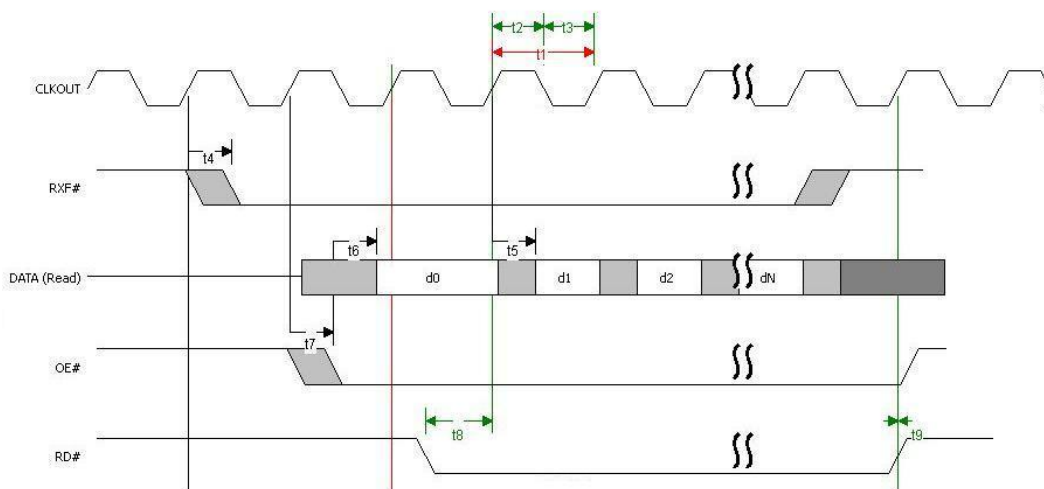 t2 t3
t1
CLKOUT
t4
RXF#
t6 t5
DATA (Read) d0 d1 d2 dN
t7
OE#
t8 t9
RD#